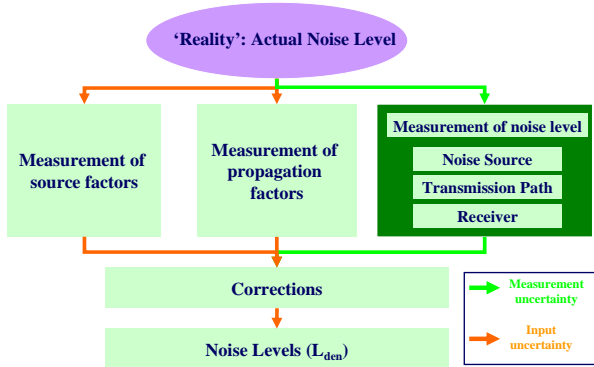 ‘Reality’: Actual Noise Level
Measurement of
source factors
Measurement of
propagation
factors
Measurement of noise level
Noise Source
Transmission Path
Receiver
Corrections
Noise Levels (Lden)
Measurement
uncertainty
Input
uncertainty